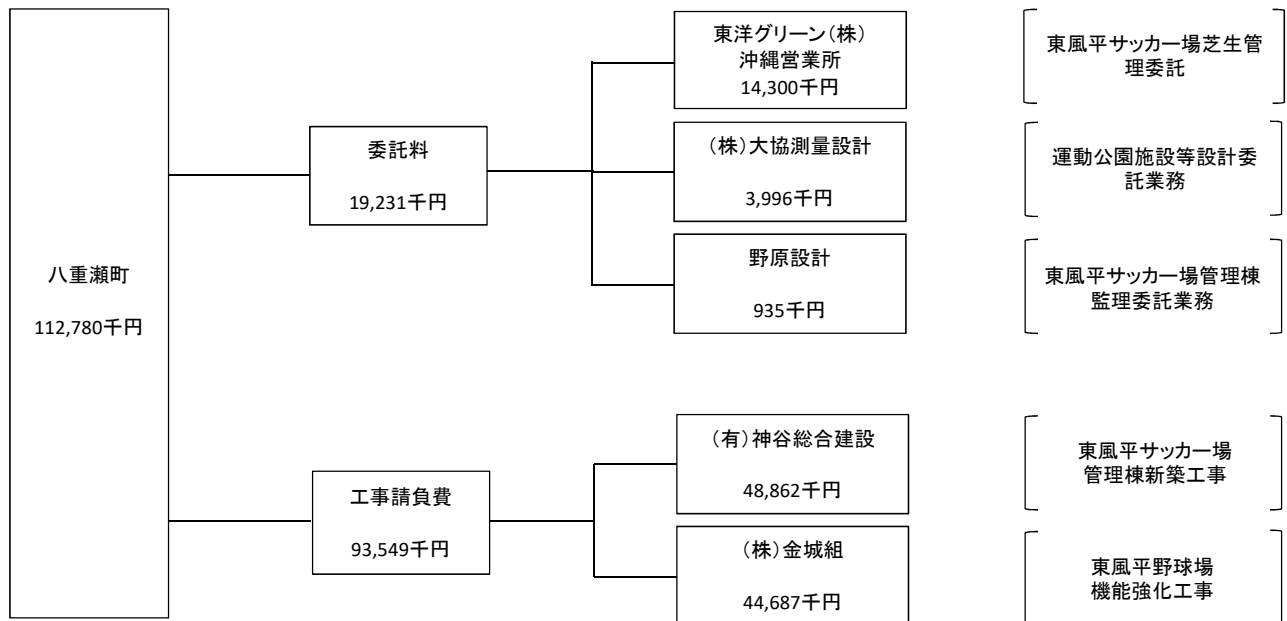 八重瀬町
112,780千円
委託料
19,231千円
東洋グリーン(株)
沖縄営業所
14,300千円
東風平サッカー場芝生管
理委託
(株)大協測量設計
3,996千円
運動公園施設等設計委
託業務
野原設計
935千円
東風平サッカー場管理棟
監理委託業務
工事請負費
93,549千円
(有)神谷総合建設
48,862千円
東風平サッカー場
管理棟新築工事
(株)金城組
44,687千円
東風平野球場
機能強化工事